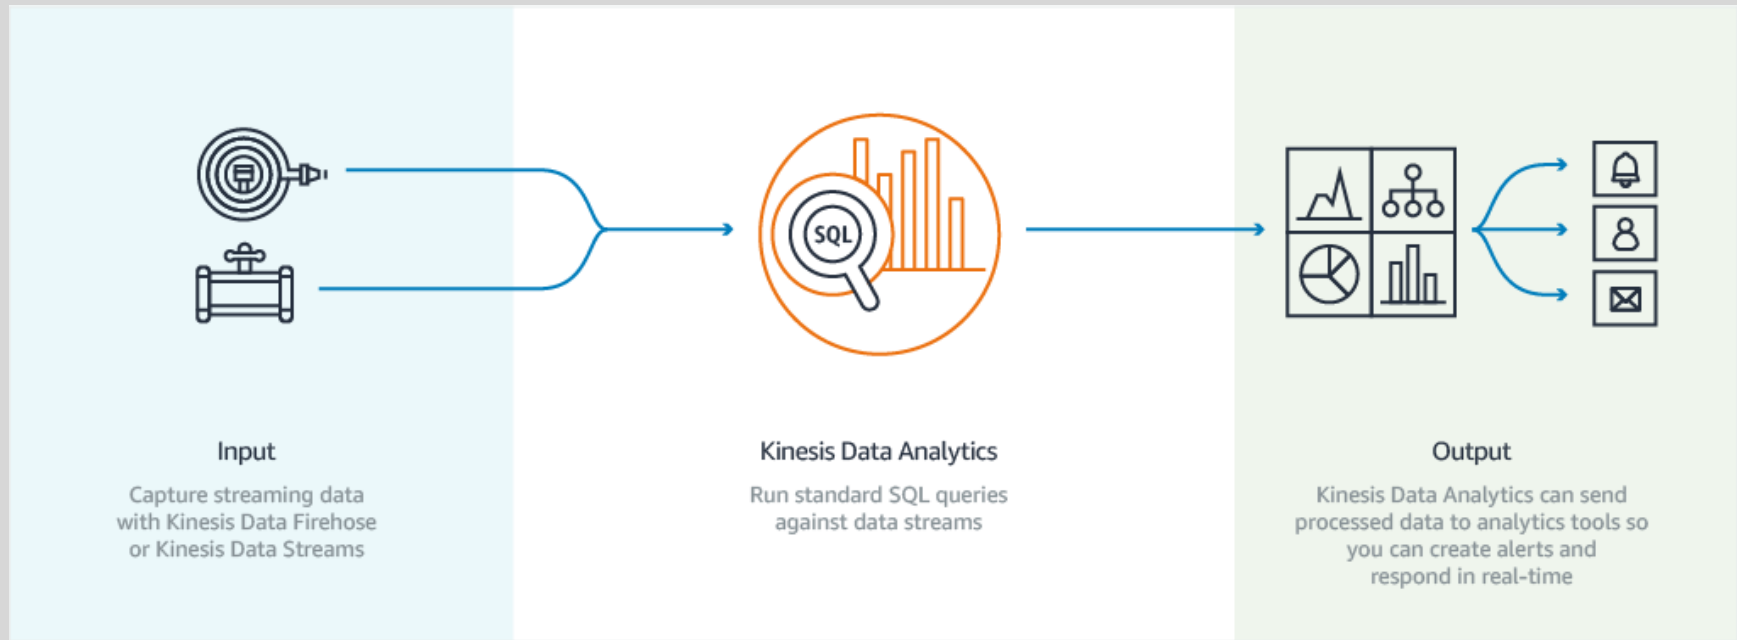 SQL
Input
Capture streaming data
with Kinesis Data Firehose
or Kinesis Data Streams
Kinesis Data Analytics
Run standard SQL queries
against data streams
Output
Kinesis Data Analytics can send
processed data to analytics tools so
you can create alerts and
respond in real-time